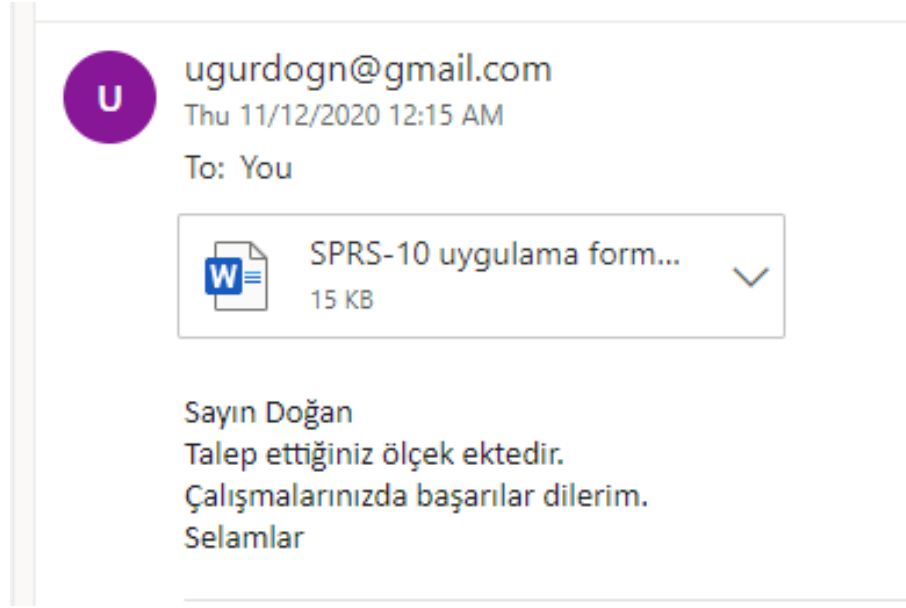 U
ugurdogn@gmail.com
Thu 11/12/2020 12:15 AM
To: You
W
SPRS-10 uygulama form...
15 KB
Sayın Doğan
Talep ettiğiniz ölçek ektedir.
Çalışmalarınızda başarılar dilerim.
Selamlar